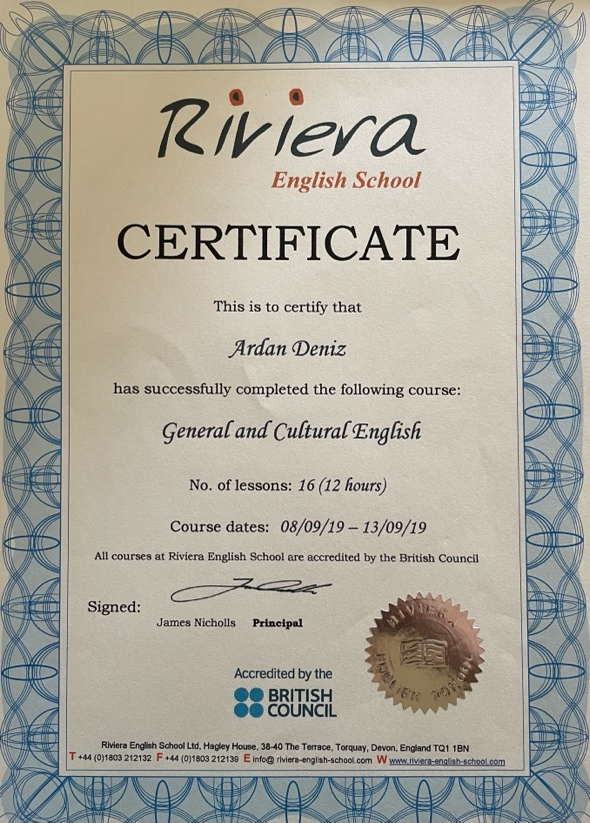 Riviera
English School
CERTIFICATE
This is to certify that
Ardan Deniz
has successfully completed the following course:
General and Cultural English
No. of lessons: 16 (12 hours)
Course dates: 08/09/19 – 13/09/19
All courses at Riviera English School are accredited by the British Council
Signed:
James Nicholls Principal
RIVIERA
ENGLISH SCHOOL
Accredited by the
BRITISH
COUNCIL
Riviera English School Ltd, Hagley House, 38-40 The Terrace, Torquay, Devon, England TQ1 1BN
T +44 (0)1803 212132 F +44 (0)1803 212139 E info@ riviera-english-school.com W www.riviera-english-school.com